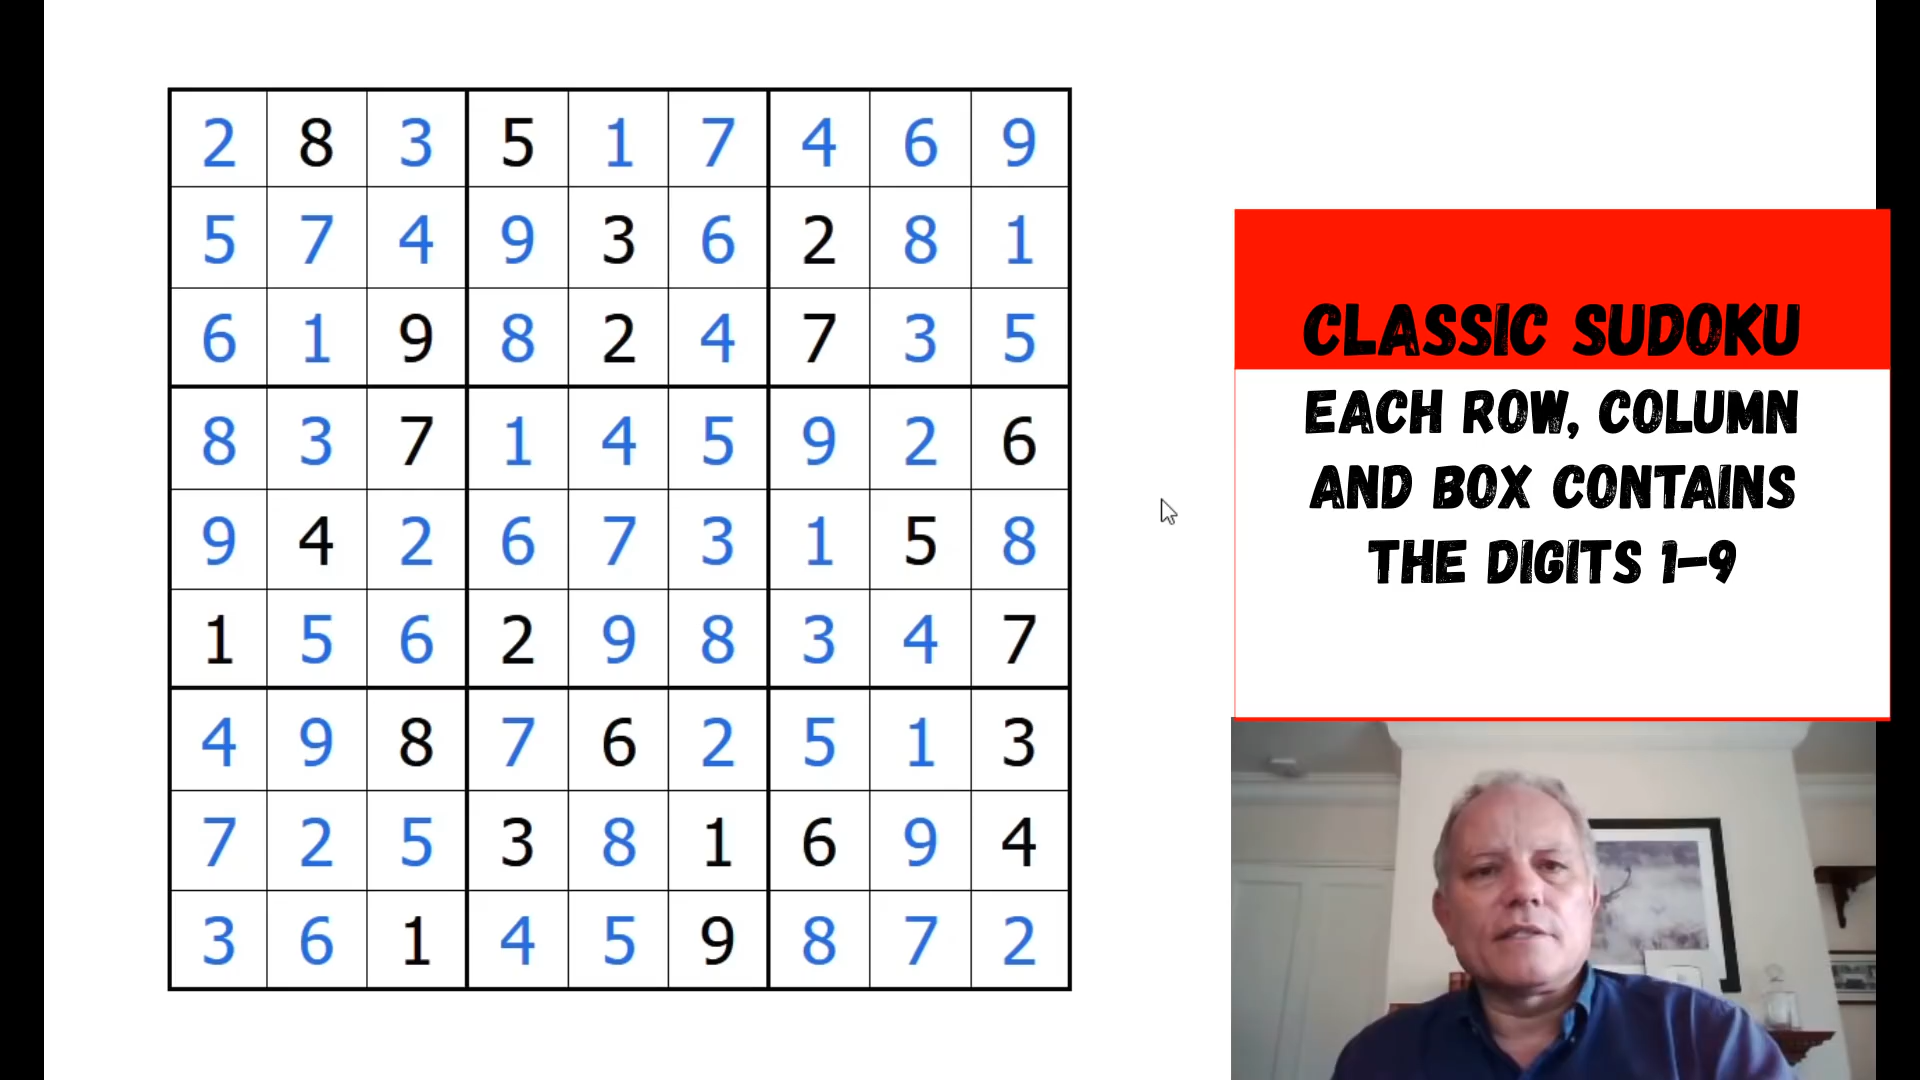 2 8 3 5 1 7 4 6 9
5 7 4 9 3 6 2 8 1
6 1 9 8 2 4 7 3 5
8 3 7 1 4 5 9 2 6
9 4 2 6 7 3 1 5 8
1 5 6 2 9 8 3 4 7
4 9 8 7 6 2 5 1 3
7 2 5 3 8 1 6 9 4
3 6 1 4 5 9 8 7 2
CLASSIC SUDOKU
EACH ROW, COLUMN
AND BOX CONTAINS
THE DIGITS 1-9